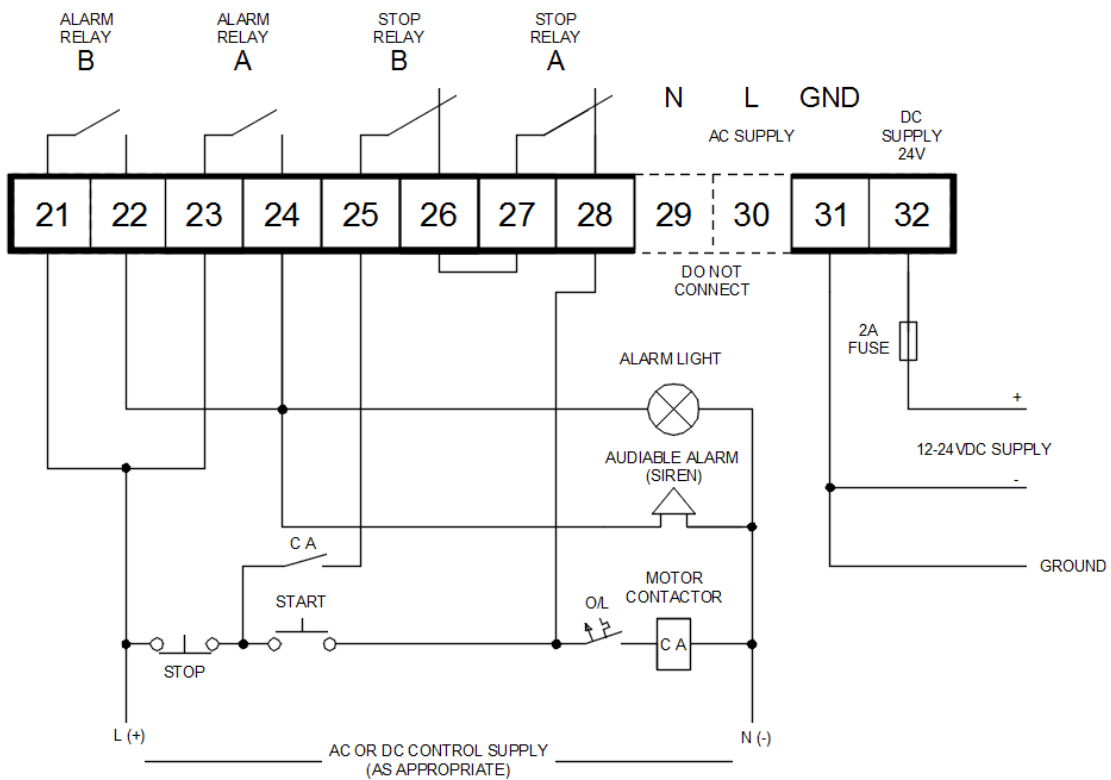 ALARM
RELAY
B
ALARM
RELAY
A
STOP
RELAY
B
STOP
RELAY
A
N L GND
AC SUPPLY
DC
SUPPLY
24V
21 22 23 24 25 26 27 28 29 30 31 32
DO NOT
CONNECT
2A
FUSE
ALARM LIGHT
+
12-24VDC SUPPLY
AUDIABLE ALARM
(SIREN)
-
C A
GROUND
START
MOTOR
CONTACTOR
O/L
C A
STOP
L (+)
N (-)
AC OR DC CONTROL SUPPLY
(AS APPROPRIATE)